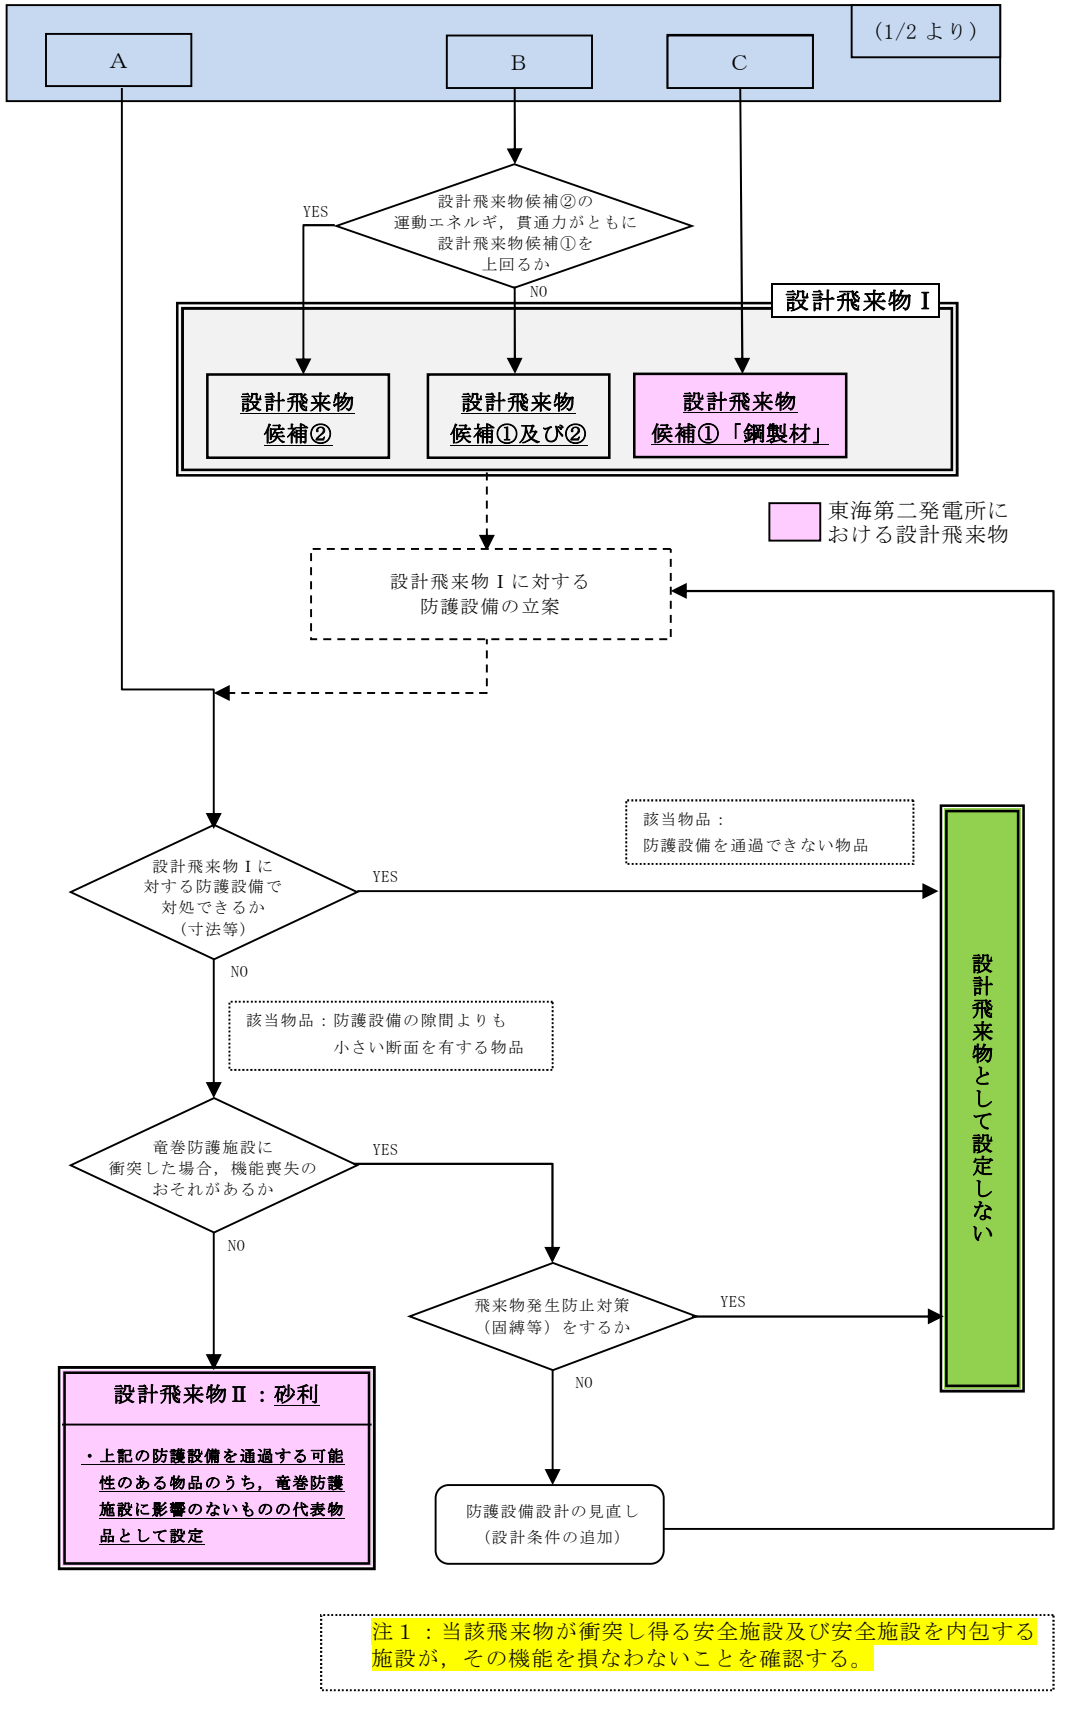 (1/2 より)
A
B
C
設計飛来物候補②の
運動エネルギ，貫通力がともに
設計飛来物候補①を
上回るか
YES
NO
設計飛来物Ⅰ
設計飛来物
候補②
設計飛来物
候補①及び②
設計飛来物
候補①「鋼製材」
東海第二発電所に
おける設計飛来物
設計飛来物Ⅰに対する
防護設備の立案
該当物品：
防護設備を通過できない物品
設計飛来物Ⅰに
対する防護設備で
対処できるか
（寸法等）
YES
NO
該当物品：防護設備の隙間よりも
小さい断面を有する物品
設計飛来物として設定しない
竜巻防護施設に
衝突した場合，機能喪失の
おそれがあるか
YES
NO
飛来物発生防止対策
（固縛等）をするか
YES
NO
設計飛来物Ⅱ：砂利
・上記の防護設備を通過する可能
性のある物品のうち，竜巻防護
施設に影響のないものの代表物
品として設定
防護設備設計の見直し
（設計条件の追加）
注１：当該飛来物が衝突し得る安全施設及び安全施設を内包する
施設が，その機能を損なわないことを確認する。